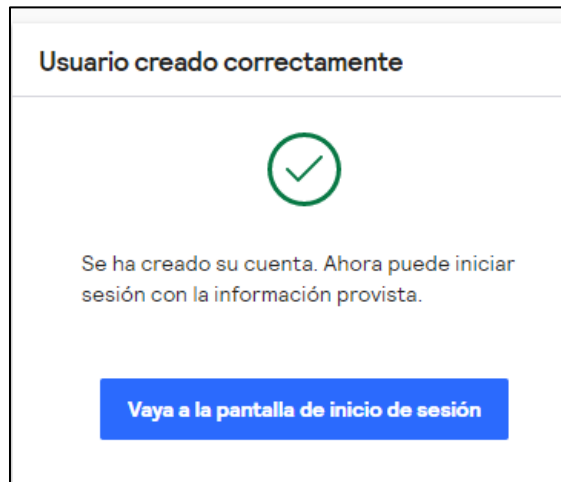 Usuario creado correctamente
Se ha creado su cuenta. Ahora puede iniciar
sesión con la información provista.
Vaya a la pantalla de inicio de sesión